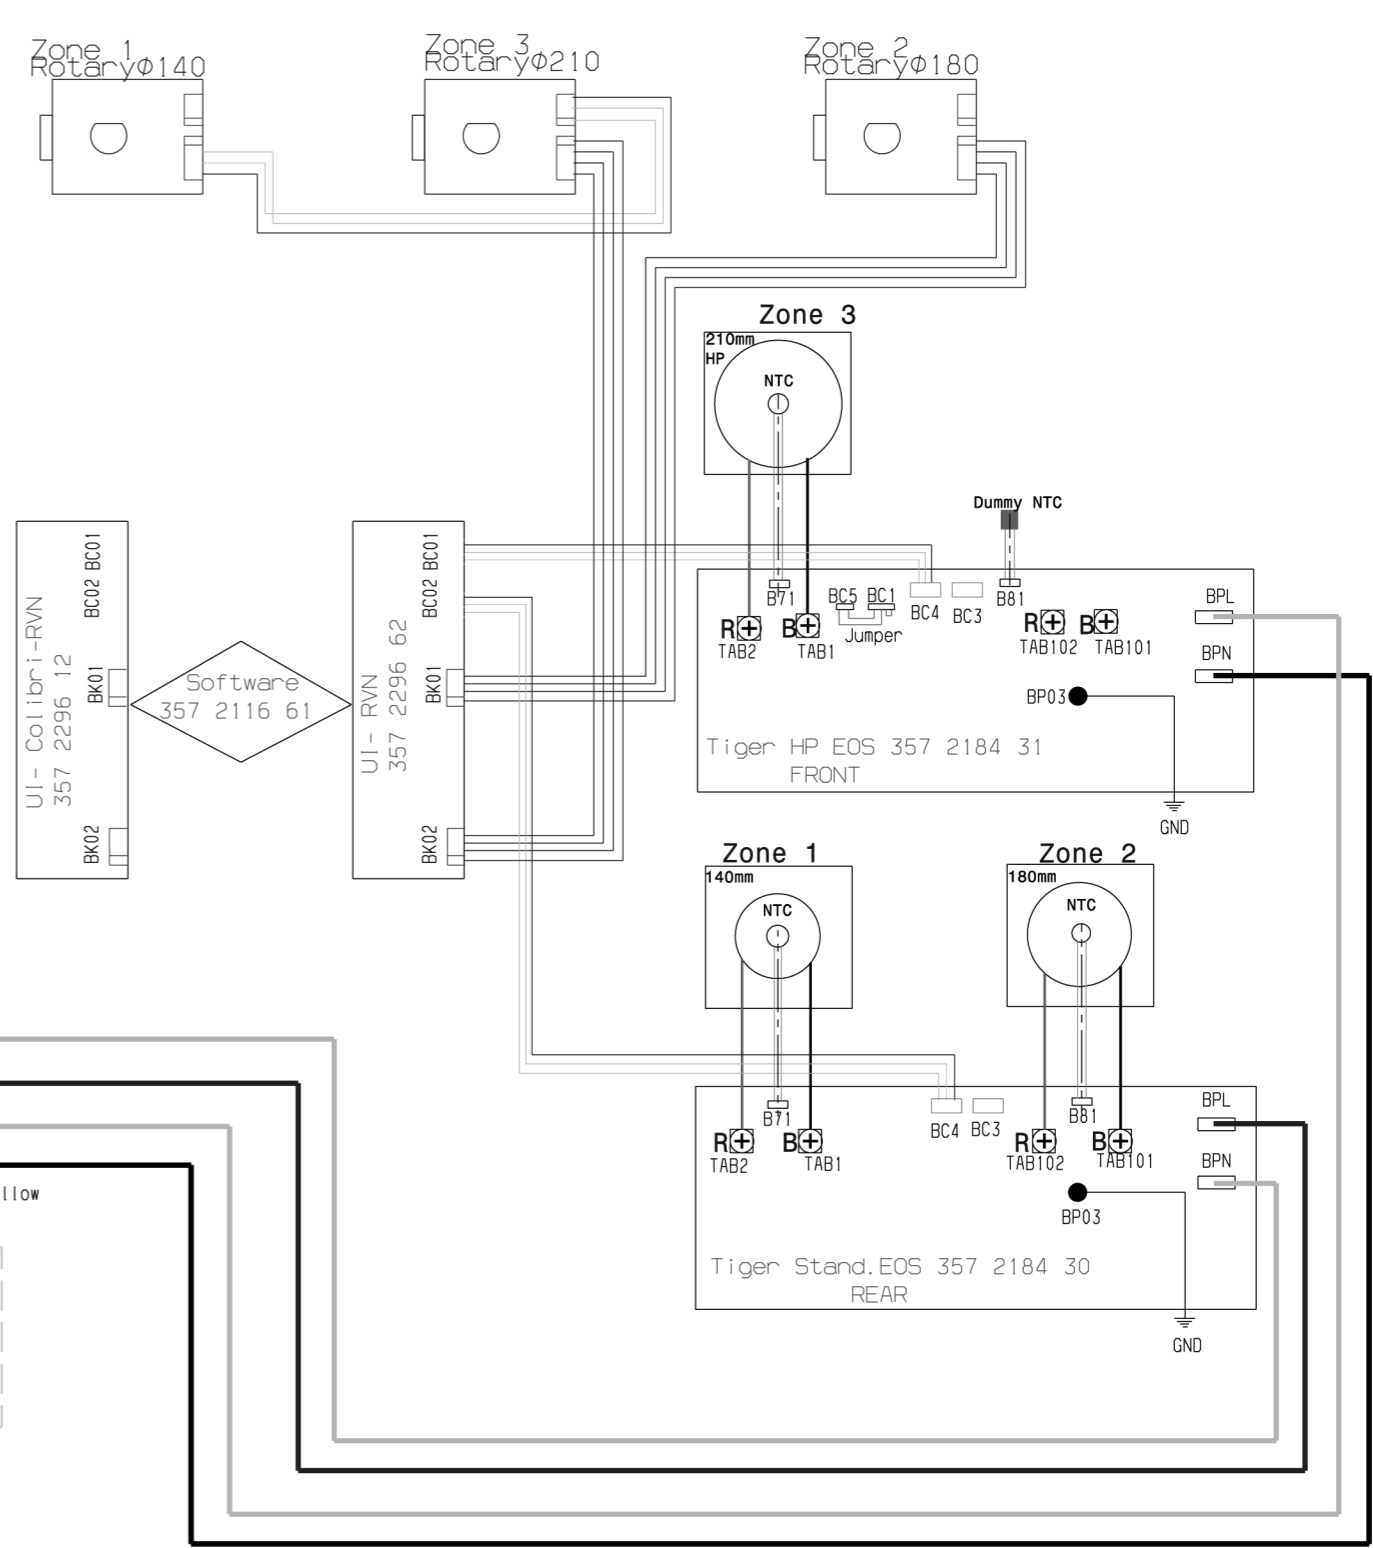 Zone 1
Rotaryϕ140
Zone 3
Rotaryϕ210
Zone 2
Rotaryϕ180
Zone 3
210mm
HP
NTC
Dummy NTC
B71
BC5
BC1
Jumper
BC4
BC3
B81
R
TAB2
B
TAB1
R
TAB102
B
TAB101
BPL
BPN
BP03
Tiger HP EOS 357 2184 31
FRONT
GND
UI- Colibri-RVN
357 2296 12
BC02 BC01
BK01
BK02
Software
357 2116 61
UI- RVN
357 2296 62
BC02 BC01
BK01
BK02
Zone 1
140mm
NTC
Zone 2
180mm
NTC
B71
BC4
BC3
B81
R
TAB2
B
TAB1
R
TAB102
B
TAB101
BPL
BPN
BP03
Tiger Stand.EOS 357 2184 30
REAR
GND
llow